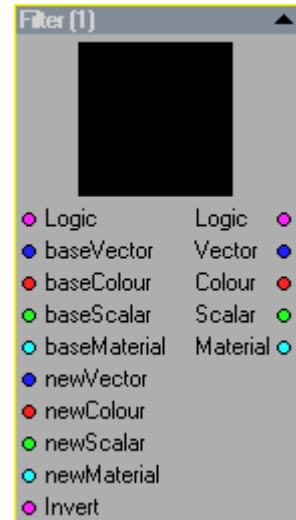 Filter (1)
Logic Logic
baseVector Vector
baseColour Colour
baseScalar Scalar
baseMaterial Material
newVector
newColour
newScalar
newMaterial
Invert